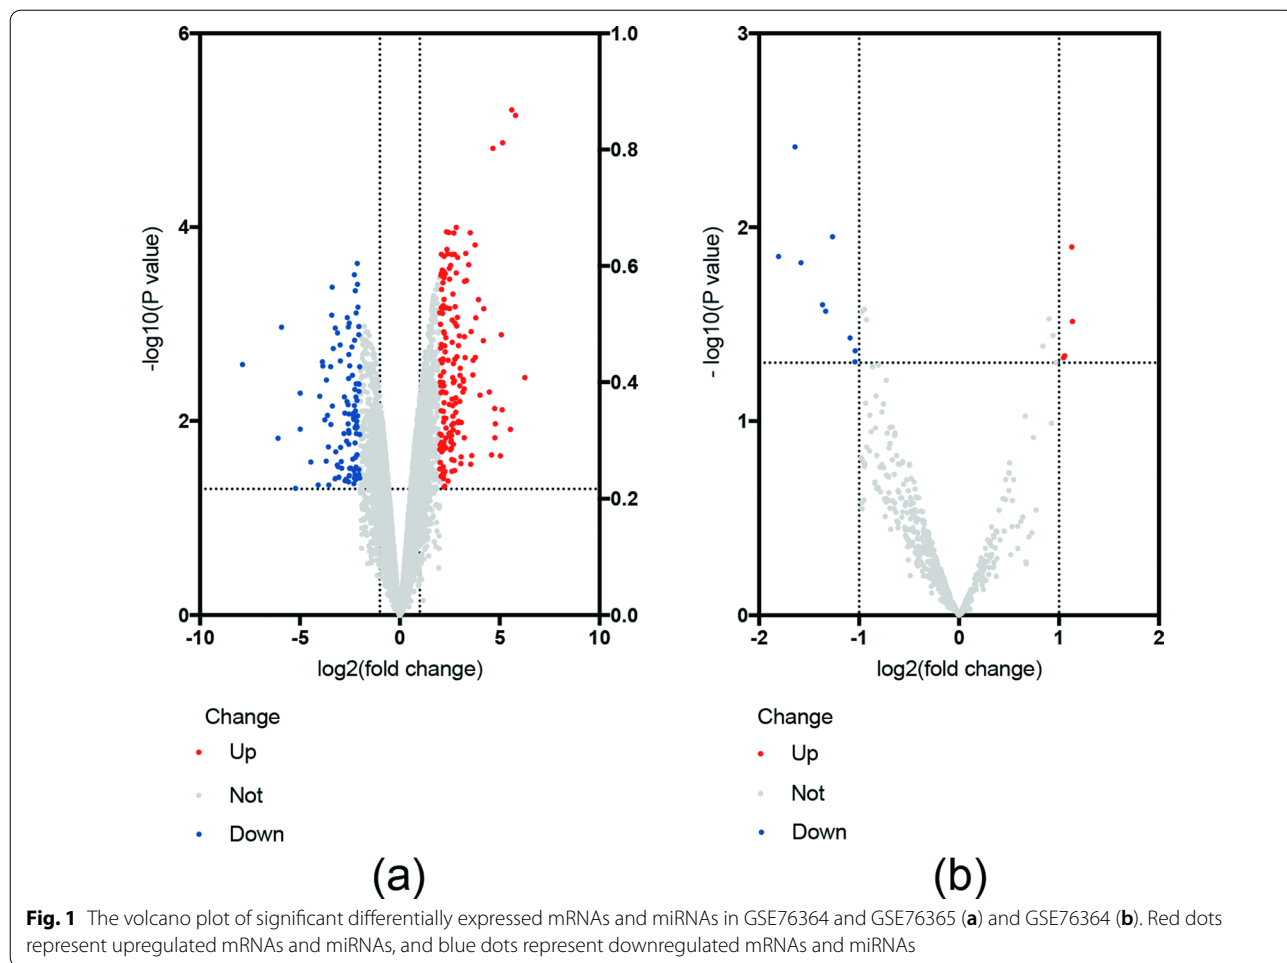 6
4
2
0
-log10(P value)
1.0
0.8
0.6
0.4
0.2
0.0
-10
-5
0
5
10
log2(fold change)
Change
Up
Not
Down
(a)
3
2
1
0
- log10(P value)
-2
-1
0
1
2
log2(fold change)
Change
Up
Not
Down
(b)
Fig. 1 The volcano plot of significant differentially expressed mRNAs and miRNAs in GSE76364 and GSE76365 (a) and GSE76364 (b). Red dots
represent upregulated mRNAs and miRNAs, and blue dots represent downregulated mRNAs and miRNAs